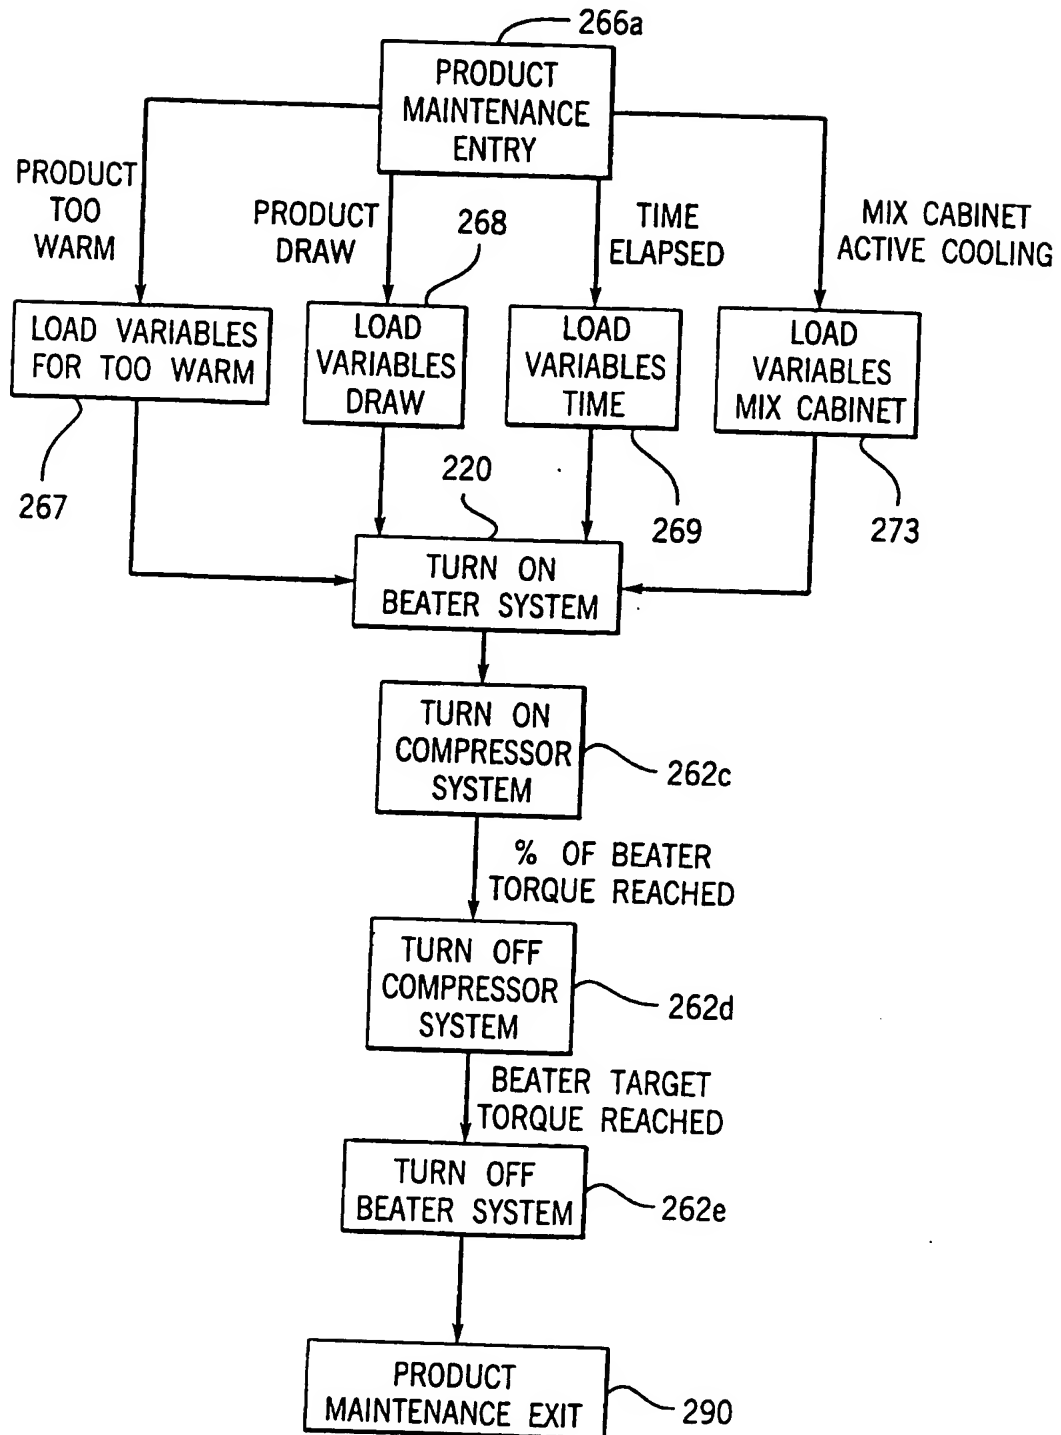 266a
PRODUCT
MAINTENANCE
ENTRY
PRODUCT
TOO
WARM
PRODUCT
DRAW
268
TIME
ELAPSED
MIX CABINET
ACTIVE COOLING
LOAD VARIABLES
FOR TOO WARM
LOAD
VARIABLES
DRAW
LOAD
VARIABLES
TIME
LOAD
VARIABLES
MIX CABINET
267
220
269
273
TURN ON
BEATER SYSTEM
TURN ON
COMPRESSOR
SYSTEM
262c
% OF BEATER
TORQUE REACHED
TURN OFF
COMPRESSOR
SYSTEM
262d
BEATER TARGET
TORQUE REACHED
TURN OFF
BEATER SYSTEM
262e
PRODUCT
MAINTENANCE EXIT
290